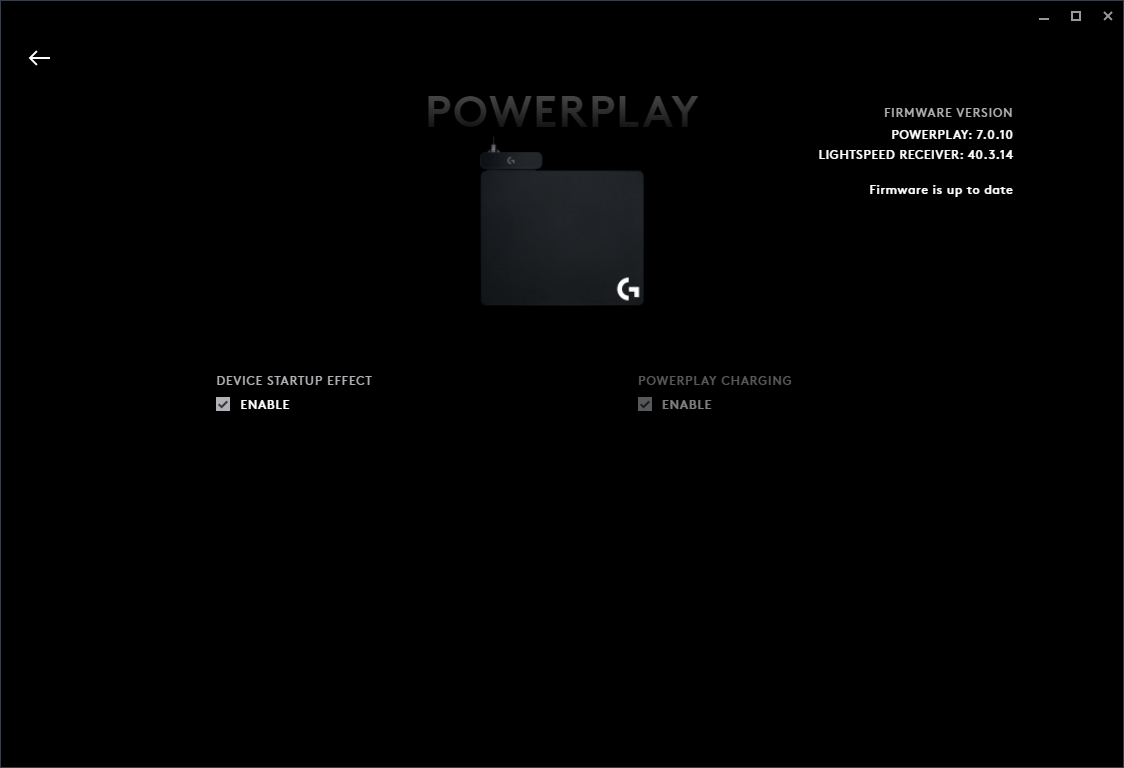 POWERPLAY
FIRMWARE VERSION
POWERPLAY: 7.0.10
LIGHTSPEED RECEIVER: 40.3.14
Firmware is up to date
DEVICE STARTUP EFFECT
ENABLE
POWERPLAY CHARGING
ENABLE